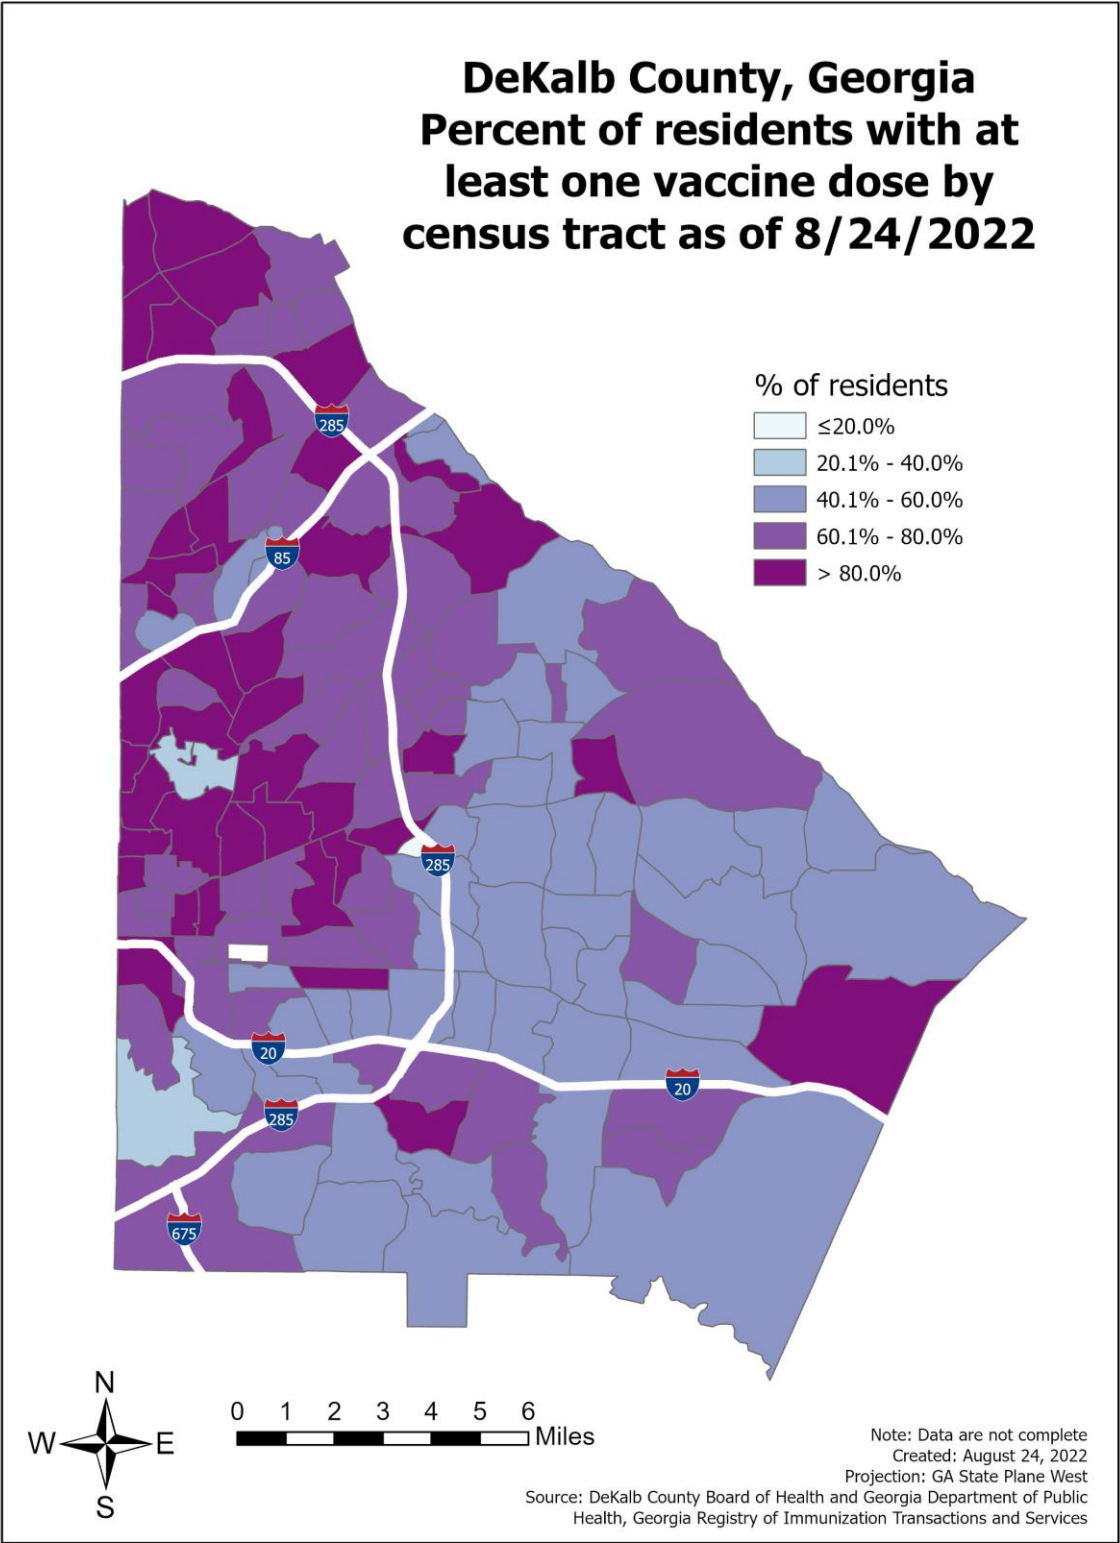 DeKalb County, Georgia
Percent of residents with at
least one vaccine dose by
census tract as of 8/24/2022
% of residents
≤20.0%
20.1% - 40.0%
40.1% - 60.0%
60.1% - 80.0%
> 80.0%
285
85
285
20
20
285
675
N
W E
S
0 1 2 3 4 5 6
Miles
Note: Data are not complete
Created: August 24, 2022
Projection: GA State Plane West
Source: DeKalb County Board of Health and Georgia Department of Public
Health, Georgia Registry of Immunization Transactions and Services